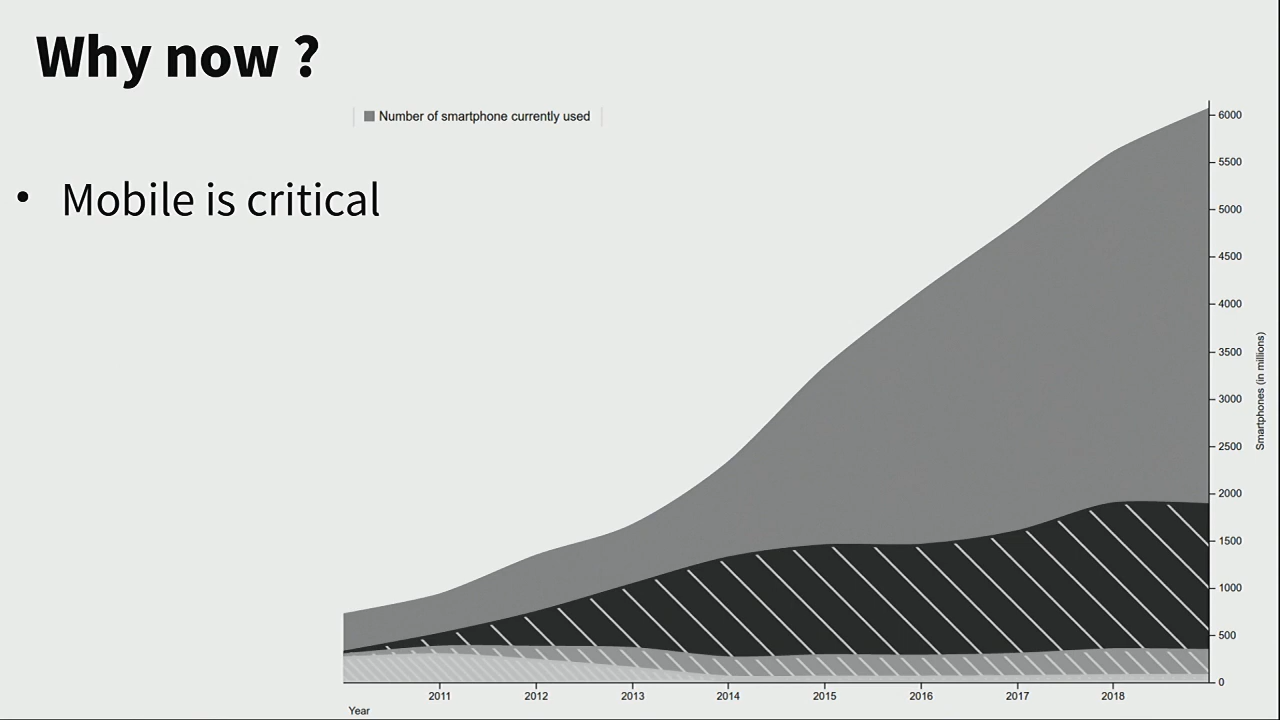 Why now ?
Number of smartphone currently used
• Mobile is critical
6000
5500
5000
4500
4000
3500
3000
2500
2000
1500
1000
500
0
Smartphones (in millions)
2011 2012 2013 2014 2015 2016 2017 2018
Year